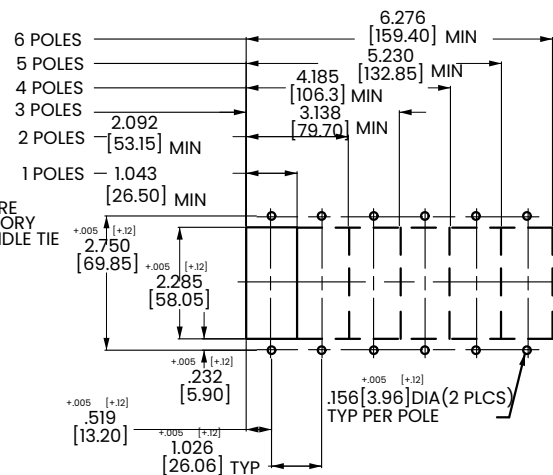 6.276
[159.40] MIN
6 POLES
5 POLES
5.230
[132.85] MIN
4 POLES
4.185
[106.3] MIN
3 POLES
3.138
[79.70] MIN
2 POLES
2.092
[53.15] MIN
1 POLES
1.043
[26.50] MIN
RE
ORY
NDLE TIE
+.005 [+.12]
2.750
[69.85]
+.005 [+.12]
2.285
[58.05]
+.005 [+.12]
.232
[5.90]
+.005 [+.12]
.156[3.96]DIA(2 PLCS)
TYP PER POLE
+.005 [+.12]
.519
[13.20]
+.005 [+.12]
1.026
[26.06] TYP